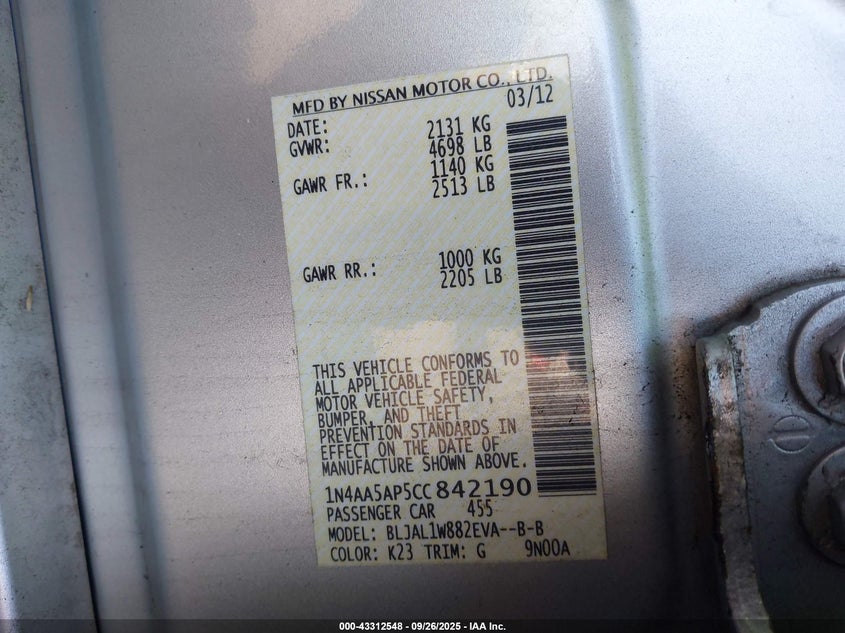 MFD BY NISSAN MOTOR CO., LTD.
DATE: 03/12
GVWR: 2131 KG
4698 LB
GAWR FR.: 1140 KG
2513 LB
GAWR RR.: 1000 KG
2205 LB
THIS VEHICLE CONFORMS TO
ALL APPLICABLE FEDERAL
MOTOR VEHICLE SAFETY,
BUMPER, AND THEFT
PREVENTION STANDARDS IN
EFFECT ON THE DATE OF
MANUFACTURE SHOWN ABOVE.
1N4AA5AP5CC842190
PASSENGER CAR 455
MODEL: BLJAL1W882EVA--B-B
COLOR: K23 TRIM: G 9N00A
000-43312548 - 09/26/2025 - IAA Inc.